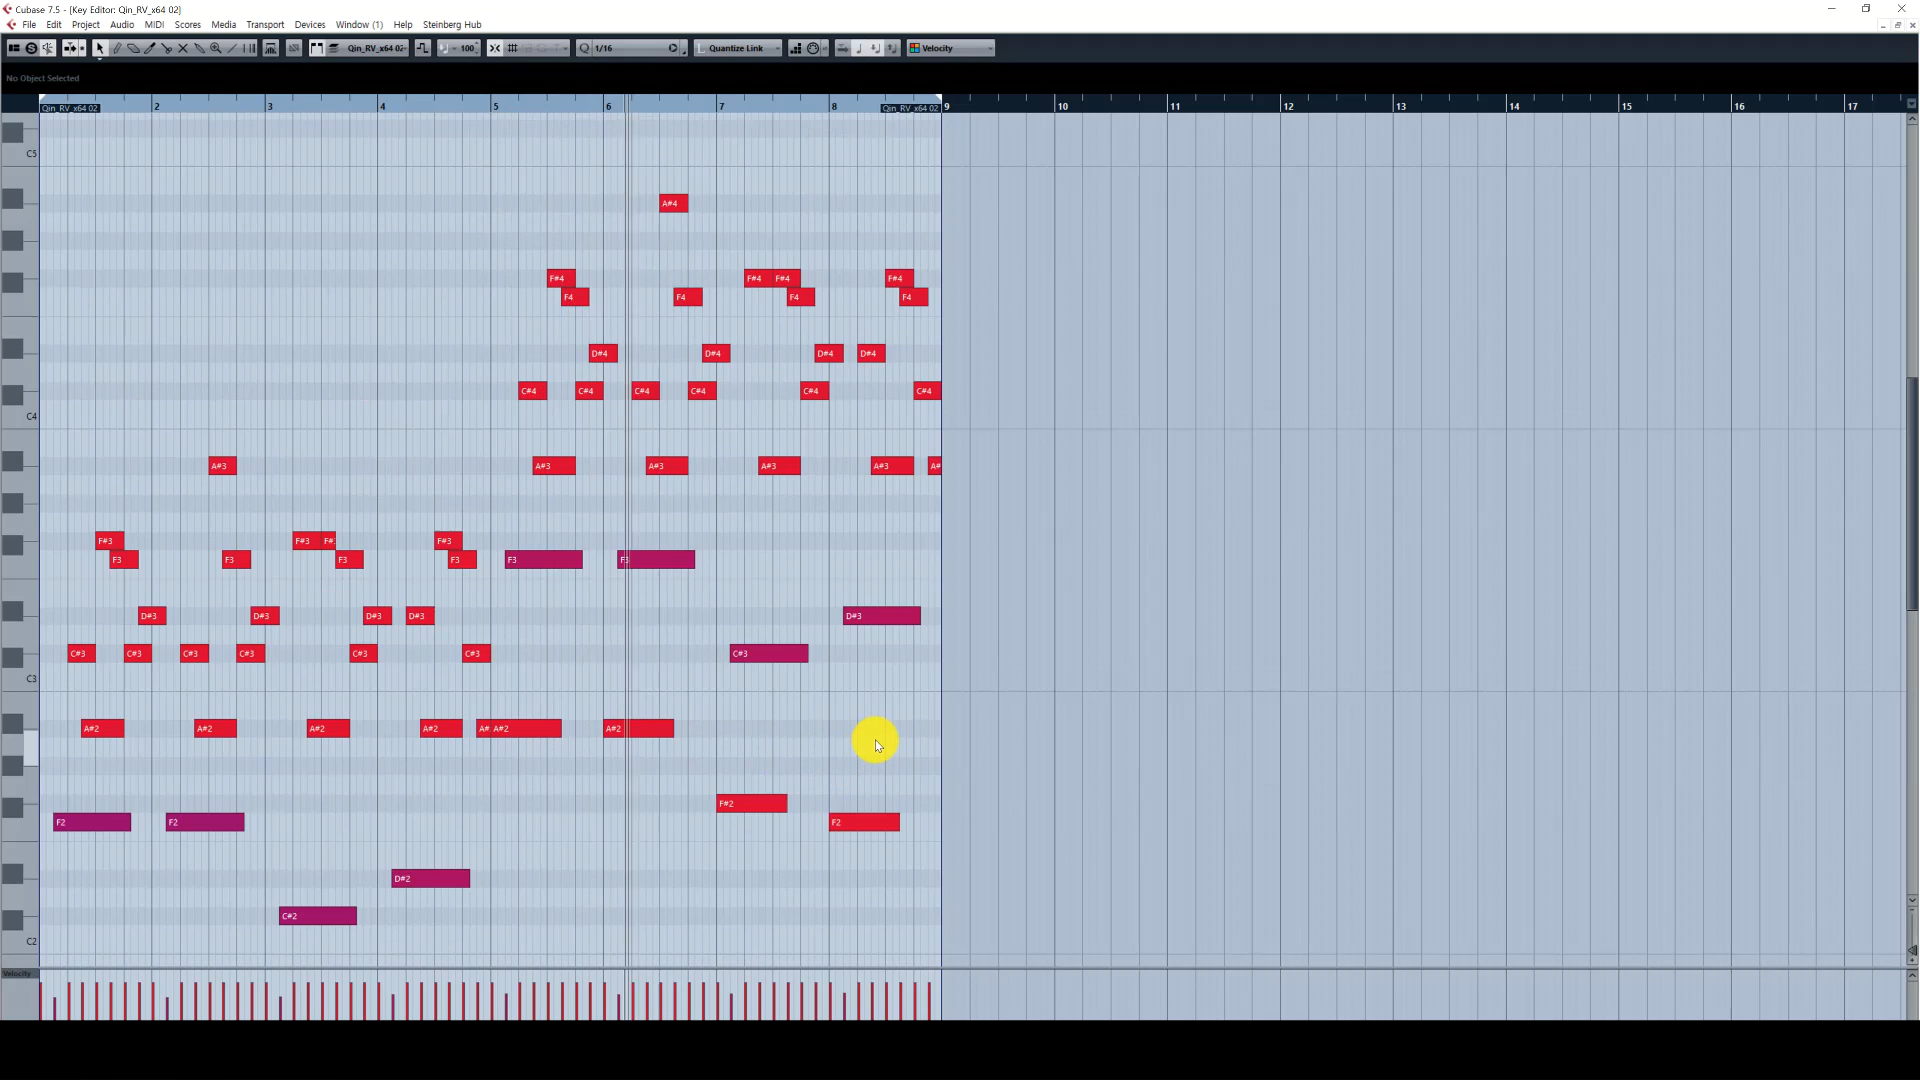 Cubase 7.5 - [Key Editor: Qin_RV_x64 02]
File Edit Project Audio MIDI Scores Media Transport Devices Window (1) Help Steinberg Hub
Qin_RV_x64 02 100 Q 1/16 Quantize Link Velocity
No Object Selected
2 3 4 5 6 7 8 9 10 11 12 13 14 15 16 17
Qin_RV_x64 02 Qin_RV_x64 02
C5
A#4
F#4 F#4 F#4 F#4
F4 F4 F4 F4
D#4 D#4 D#4 D#4
C#4 C#4 C#4 C#4 C#4 C#4
C4
A#3 A#3 A#3 A#3 A#3 A#
F#3 F#3 F# F#3
F3 F3 F3 F3 F3 F3
D#3 D#3 D#3 D#3 D#3
C#3 C#3 C#3 C#3 C#3 C#3 C#3
C3
A#2 A#2 A#2 A#2 A#. A#2 A#2
F#2
F2 F2 F2
D#2
C#2
C2
Velocity